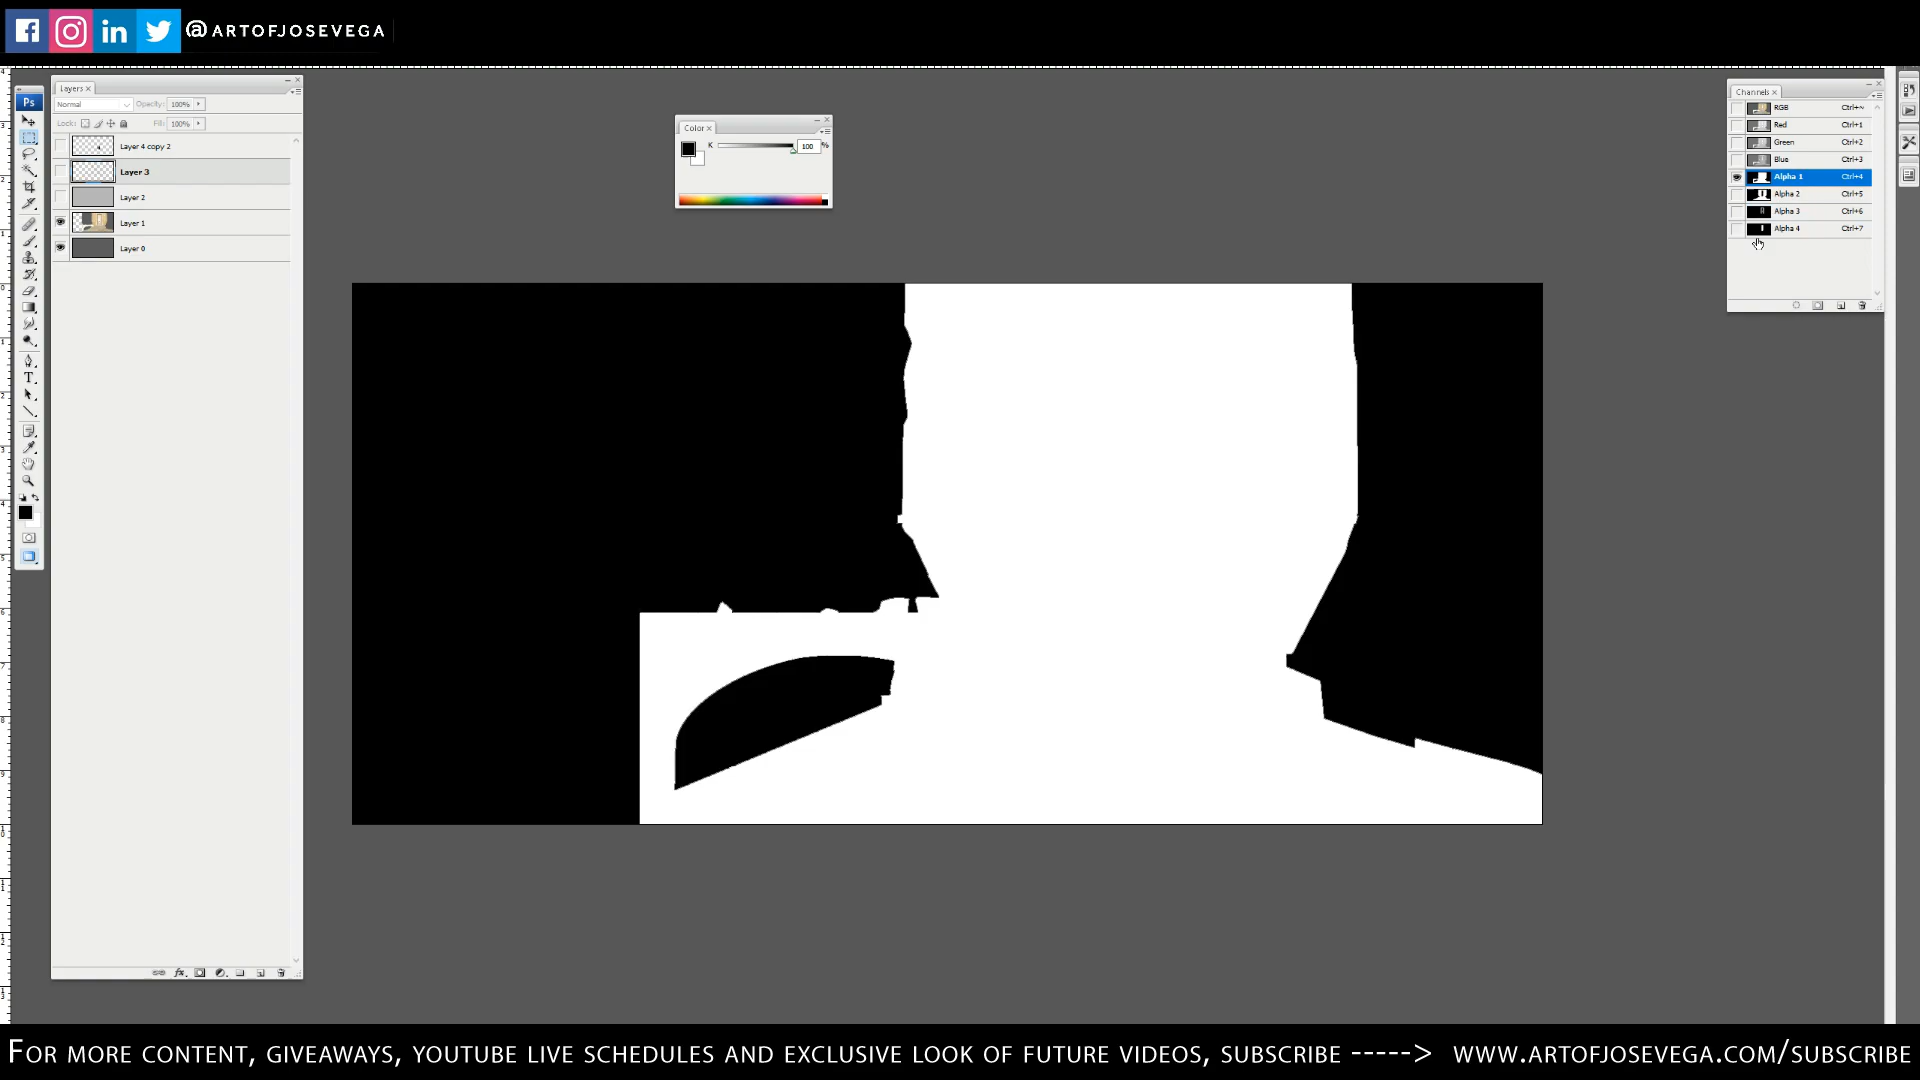 @ARTOFJOSEVEGA
Layers
Normal Opacity: 100%
Lock: Fill: 100%
Layer 4 copy 2
Layer 3
Layer 2
Layer 1
Layer 0
Ps
Color
K 100 %
Channels
RGB Ctrl+~
Red Ctrl+1
Green Ctrl+2
Blue Ctrl+3
Alpha 1 Ctrl+4
Alpha 2 Ctrl+5
Alpha 3 Ctrl+6
Alpha 4 Ctrl+7
FOR MORE CONTENT, GIVEAWAYS, YOUTUBE LIVE SCHEDULES AND EXCLUSIVE LOOK OF FUTURE VIDEOS, SUBSCRIBE -----> WWW.ARTOFJOSEVEGA.COM/SUBSCRIBE